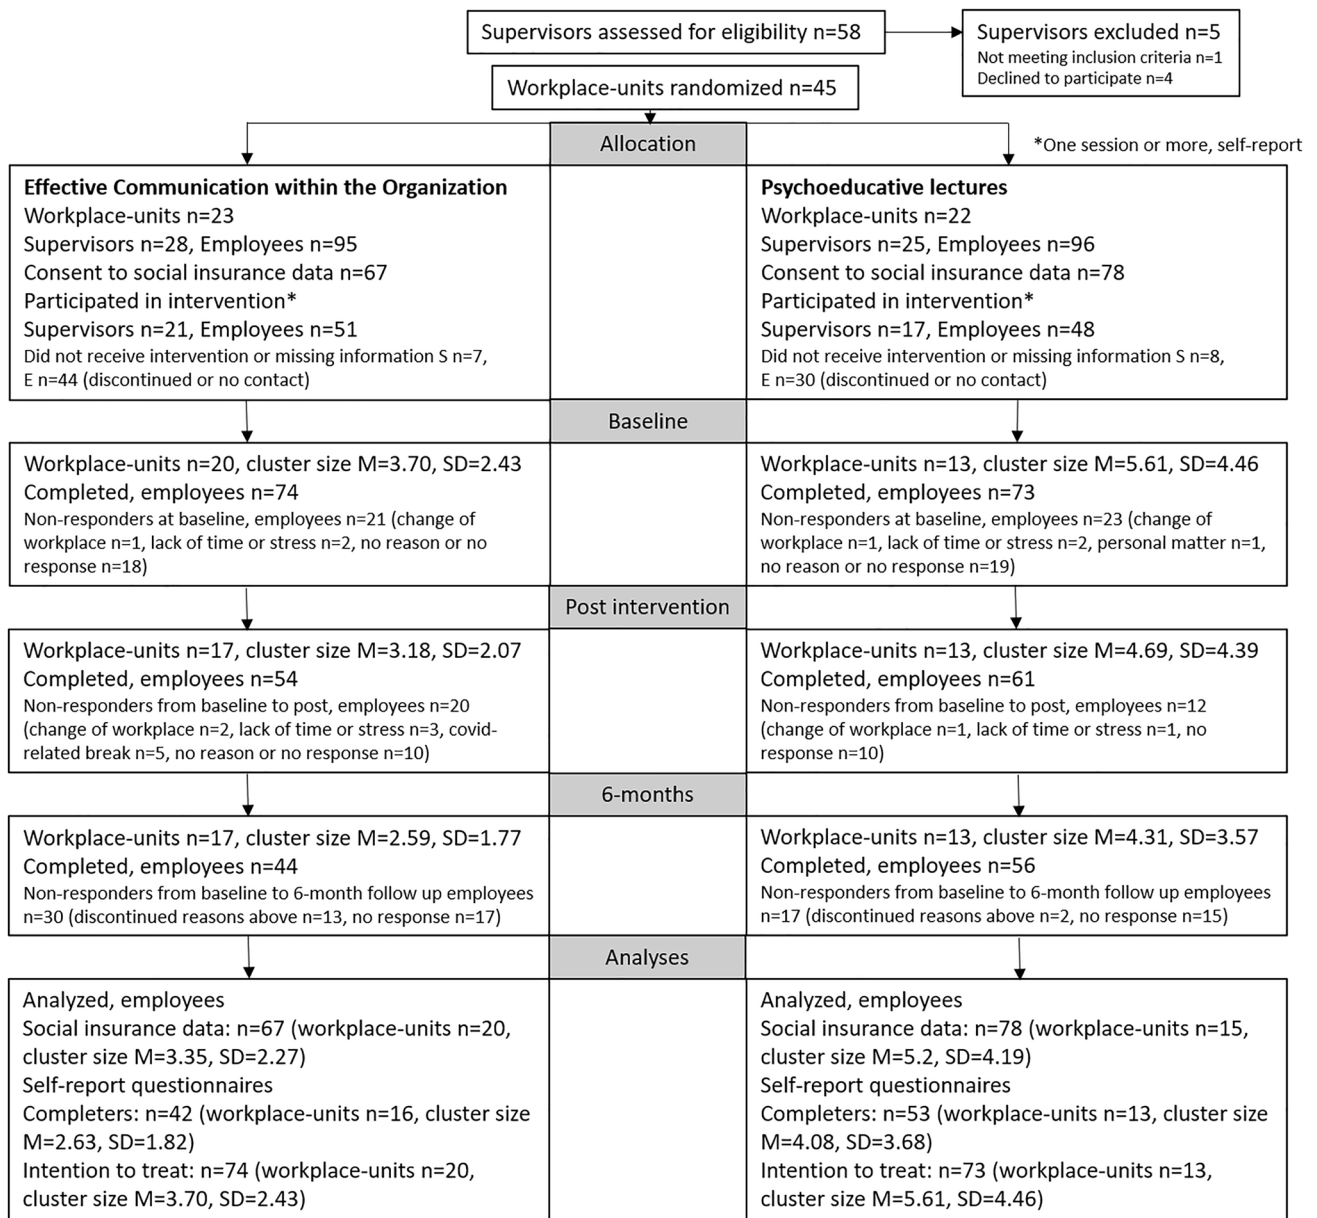 Supervisors assessed for eligibility n=58
Supervisors excluded n=5
Not meeting inclusion criteria n=1
Declined to participate n=4
Workplace-units randomized n=45
Allocation
*One session or more, self-report
Effective Communication within the Organization
Workplace-units n=23
Supervisors n=28, Employees n=95
Consent to social insurance data n=67
Participated in intervention*
Supervisors n=21, Employees n=51
Did not receive intervention or missing information S n=7,
E n=44 (discontinued or no contact)
Psychoeducative lectures
Workplace-units n=22
Supervisors n=25, Employees n=96
Consent to social insurance data n=78
Participated in intervention*
Supervisors n=17, Employees n=48
Did not receive intervention or missing information S n=8,
E n=30 (discontinued or no contact)
Baseline
Workplace-units n=20, cluster size M=3.70, SD=2.43
Completed, employees n=74
Non-responders at baseline, employees n=21 (change of
workplace n=1, lack of time or stress n=2, no reason or no
response n=18)
Workplace-units n=13, cluster size M=5.61, SD=4.46
Completed, employees n=73
Non-responders at baseline, employees n=23 (change of
workplace n=1, lack of time or stress n=2, personal matter n=1,
no reason or no response n=19)
Post intervention
Workplace-units n=17, cluster size M=3.18, SD=2.07
Completed, employees n=54
Non-responders from baseline to post, employees n=20
(change of workplace n=2, lack of time or stress n=3, covid-
related break n=5, no reason or no response n=10)
Workplace-units n=13, cluster size M=4.69, SD=4.39
Completed, employees n=61
Non-responders from baseline to post, employees n=12
(change of workplace n=1, lack of time or stress n=1, no
response n=10)
6-months
Workplace-units n=17, cluster size M=2.59, SD=1.77
Completed, employees n=44
Non-responders from baseline to 6-month follow up employees
n=30 (discontinued reasons above n=13, no response n=17)
Workplace-units n=13, cluster size M=4.31, SD=3.57
Completed, employees n=56
Non-responders from baseline to 6-month follow up employees
n=17 (discontinued reasons above n=2, no response n=15)
Analyses
Analyzed, employees
Social insurance data: n=67 (workplace-units n=20,
cluster size M=3.35, SD=2.27)
Self-report questionnaires
Completers: n=42 (workplace-units n=16, cluster size
M=2.63, SD=1.82)
Intention to treat: n=74 (workplace-units n=20,
cluster size M=3.70, SD=2.43)
Analyzed, employees
Social insurance data: n=78 (workplace-units n=15,
cluster size M=5.2, SD=4.19)
Self-report questionnaires
Completers: n=53 (workplace-units n=13, cluster size
M=4.08, SD=3.68)
Intention to treat: n=73 (workplace-units n=13,
cluster size M=5.61, SD=4.46)